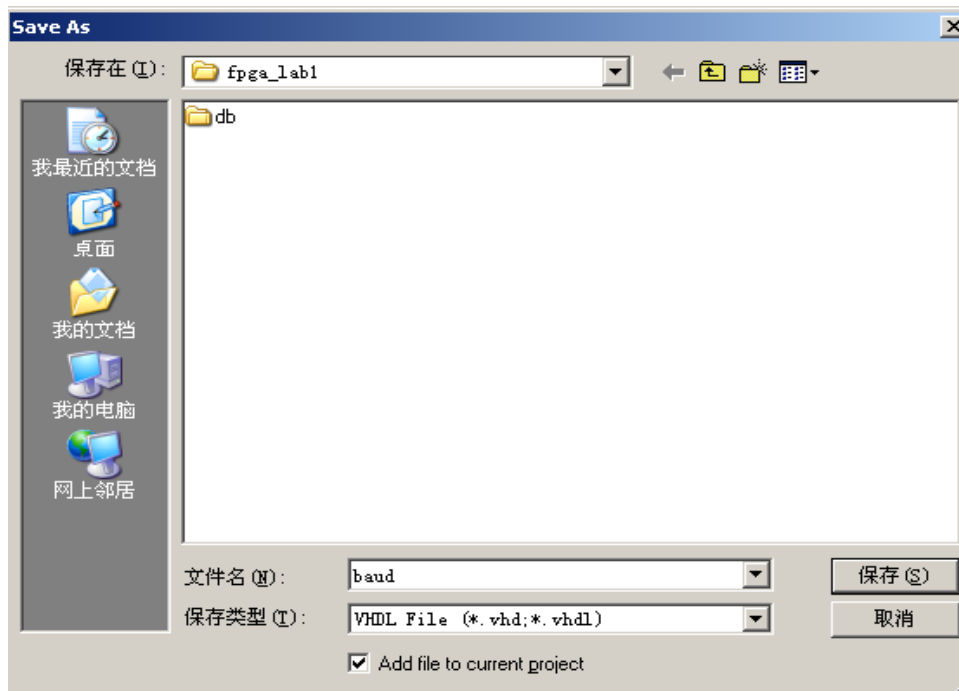 Save As
保存在(I):
fpga_lab1
db
我最近的文档
桌面
我的文档
我的电脑
网上邻居
文件名(N):
baud
保存(S)
保存类型(T):
VHDL File (*.vhd;*.vhdl)
取消
Add file to current project